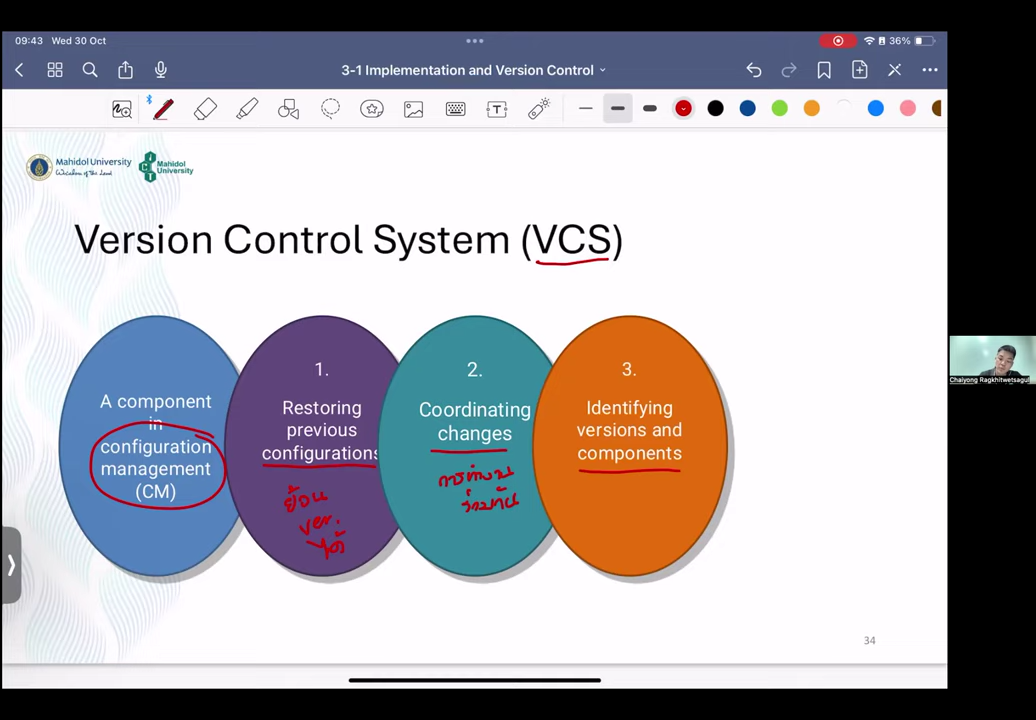 09:43 Wed 30 Oct
36%
3-1 Implementation and Version Control
T
Mahidol University
Wisdom of the Land
ICT
Mahidol
University
Version Control System (VCS)
A component
in
configuration
management
(CM)
1.
Restoring
previous
configurations
ย้อน
ver.
ได้
2.
Coordinating
changes
การทำงาน
ร่วมกัน
3.
Identifying
versions and
components
34
Chaiyong Ragkhitwetsagul